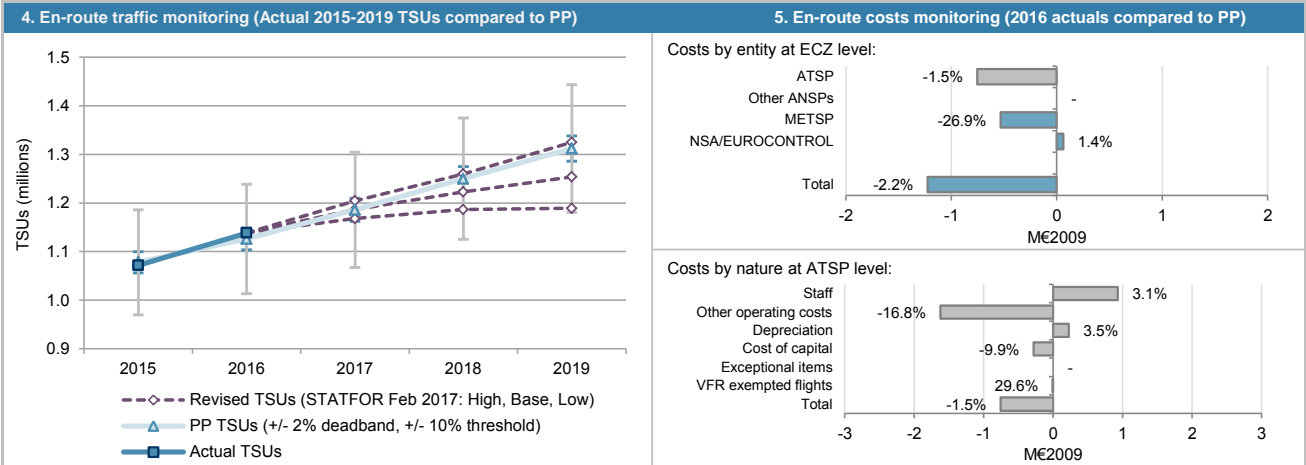 4. En-route traffic monitoring (Actual 2015-2019 TSUs compared to PP)
TSUs (millions)
1.5
1.4
1.3
1.2
1.1
1.0
0.9
2015 2016 2017 2018 2019
Revised TSUs (STATFOR Feb 2017: High, Base, Low)
PP TSUs (+/- 2% deadband, +/- 10% threshold)
Actual TSUs
5. En-route costs monitoring (2016 actuals compared to PP)
Costs by entity at ECZ level:
ATSP -1.5%
Other ANSPs -
METSP -26.9%
NSA/EUROCONTROL 1.4%
Total -2.2%
-2 -1 0 1 2
M€2009
Costs by nature at ATSP level:
Staff 3.1%
Other operating costs -16.8%
Depreciation 3.5%
Cost of capital -9.9%
Exceptional items -
VFR exempted flights 29.6%
Total -1.5%
-3 -2 -1 0 1 2 3
M€2009